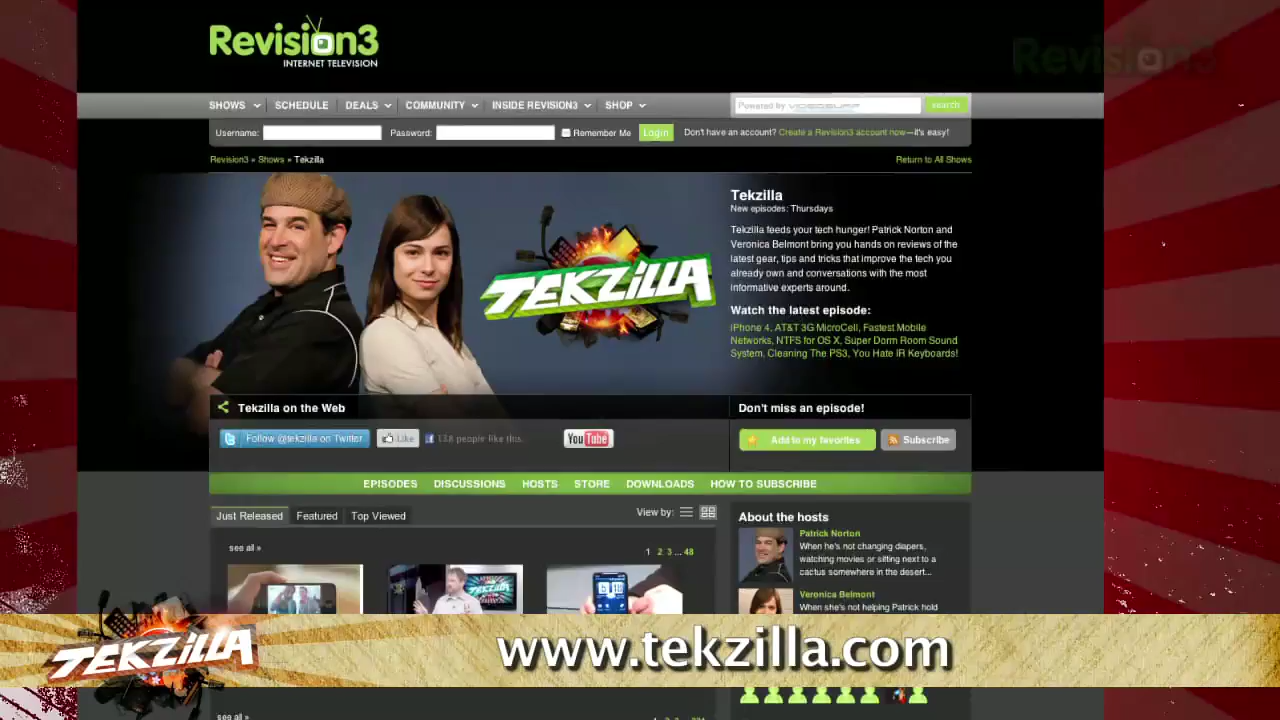 Revision3
INTERNET TELEVISION
Revision3
SHOWS
SCHEDULE
DEALS
COMMUNITY
INSIDE REVISION3
SHOP
Powered by VIDEOSURF
search
Username:
Password:
Remember Me
Login
Don't have an account? Create a Revision3 account now—it's easy!
Revision3 » Shows » Tekzilla
Return to All Shows
TEKZILLA
Tekzilla
New episodes: Thursdays
Tekzilla feeds your tech hunger! Patrick Norton and
Veronica Belmont bring you hands on reviews of the
latest gear, tips and tricks that improve the tech you
already own and conversations with the most
informative experts around.
Watch the latest episode:
iPhone 4, AT&T 3G MicroCell, Fastest Mobile
Networks, NTFS for OS X, Super Dorm Room Sound
System, Cleaning The PS3, You Hate IR Keyboards!
Tekzilla on the Web
Don't miss an episode!
Follow @tekzilla on Twitter
Like
138 people like this.
YouTube
Add to my favorites
Subscribe
EPISODES
DISCUSSIONS
HOSTS
STORE
DOWNLOADS
HOW TO SUBSCRIBE
Just Released
Featured
Top Viewed
View by:
see all »
1 2 3 ... 48
About the hosts
Patrick Norton
When he's not changing diapers,
watching movies or sitting next to a
cactus somewhere in the desert...
Veronica Belmont
When she's not helping Patrick hold
TEKZILLA
www.tekzilla.com
see all »